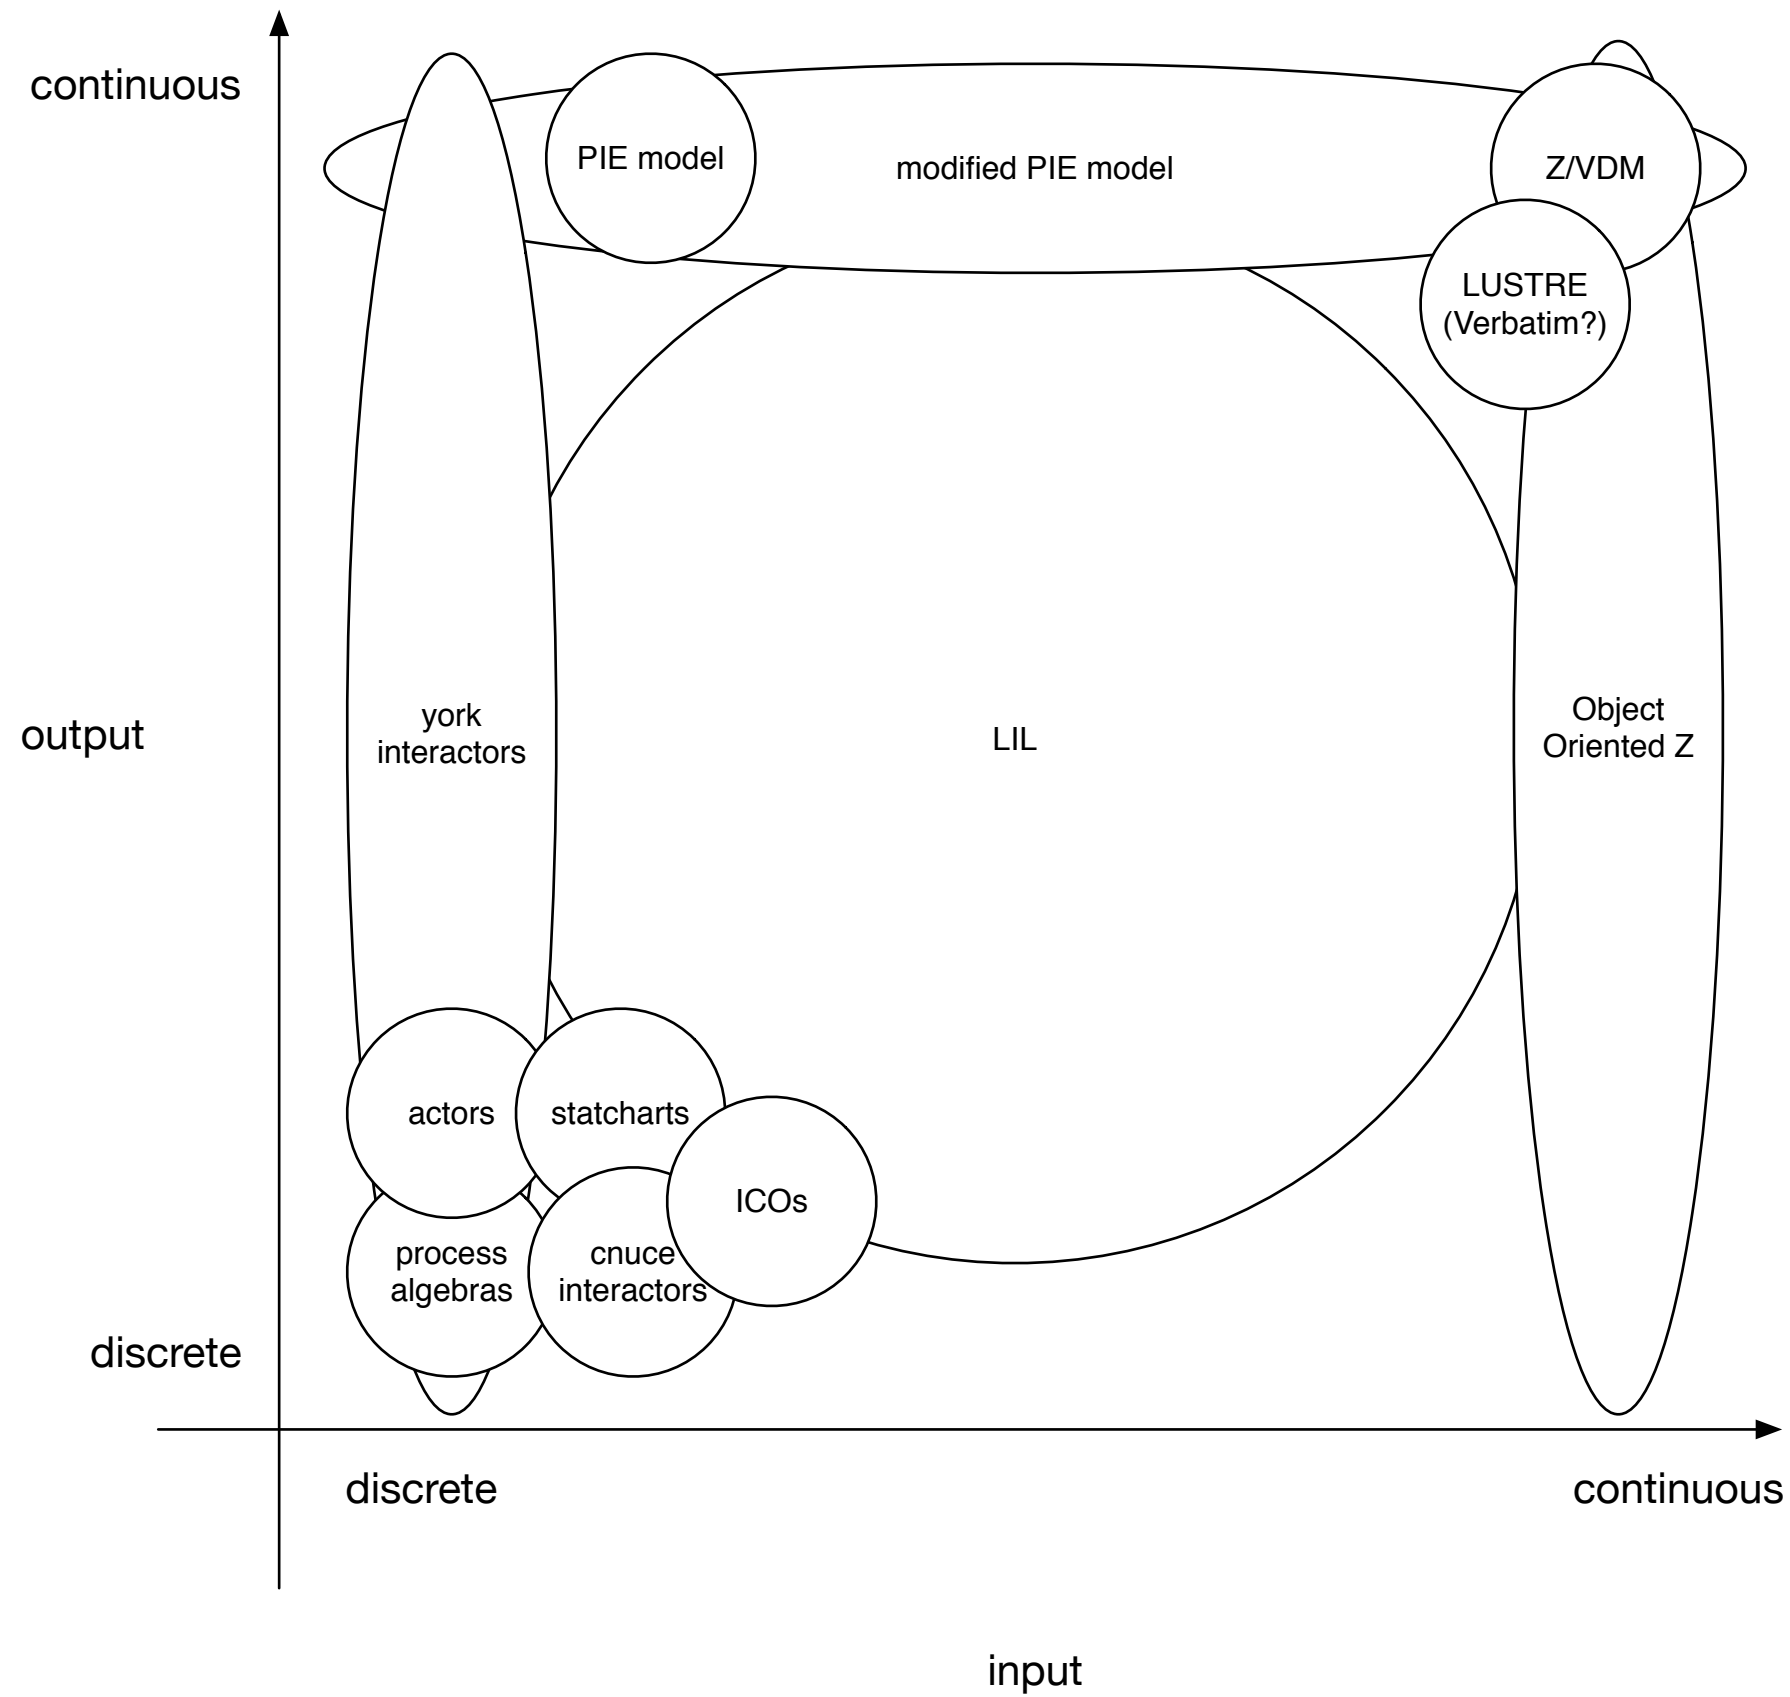 continuous
PIE model
modified PIE model
Z/VDM
LUSTRE
(Verbatim?)
output
york
interactors
LIL
Object
Oriented Z
actors
statcharts
ICOs
process
algebras
cnuce
interactors
discrete
discrete
continuous
input